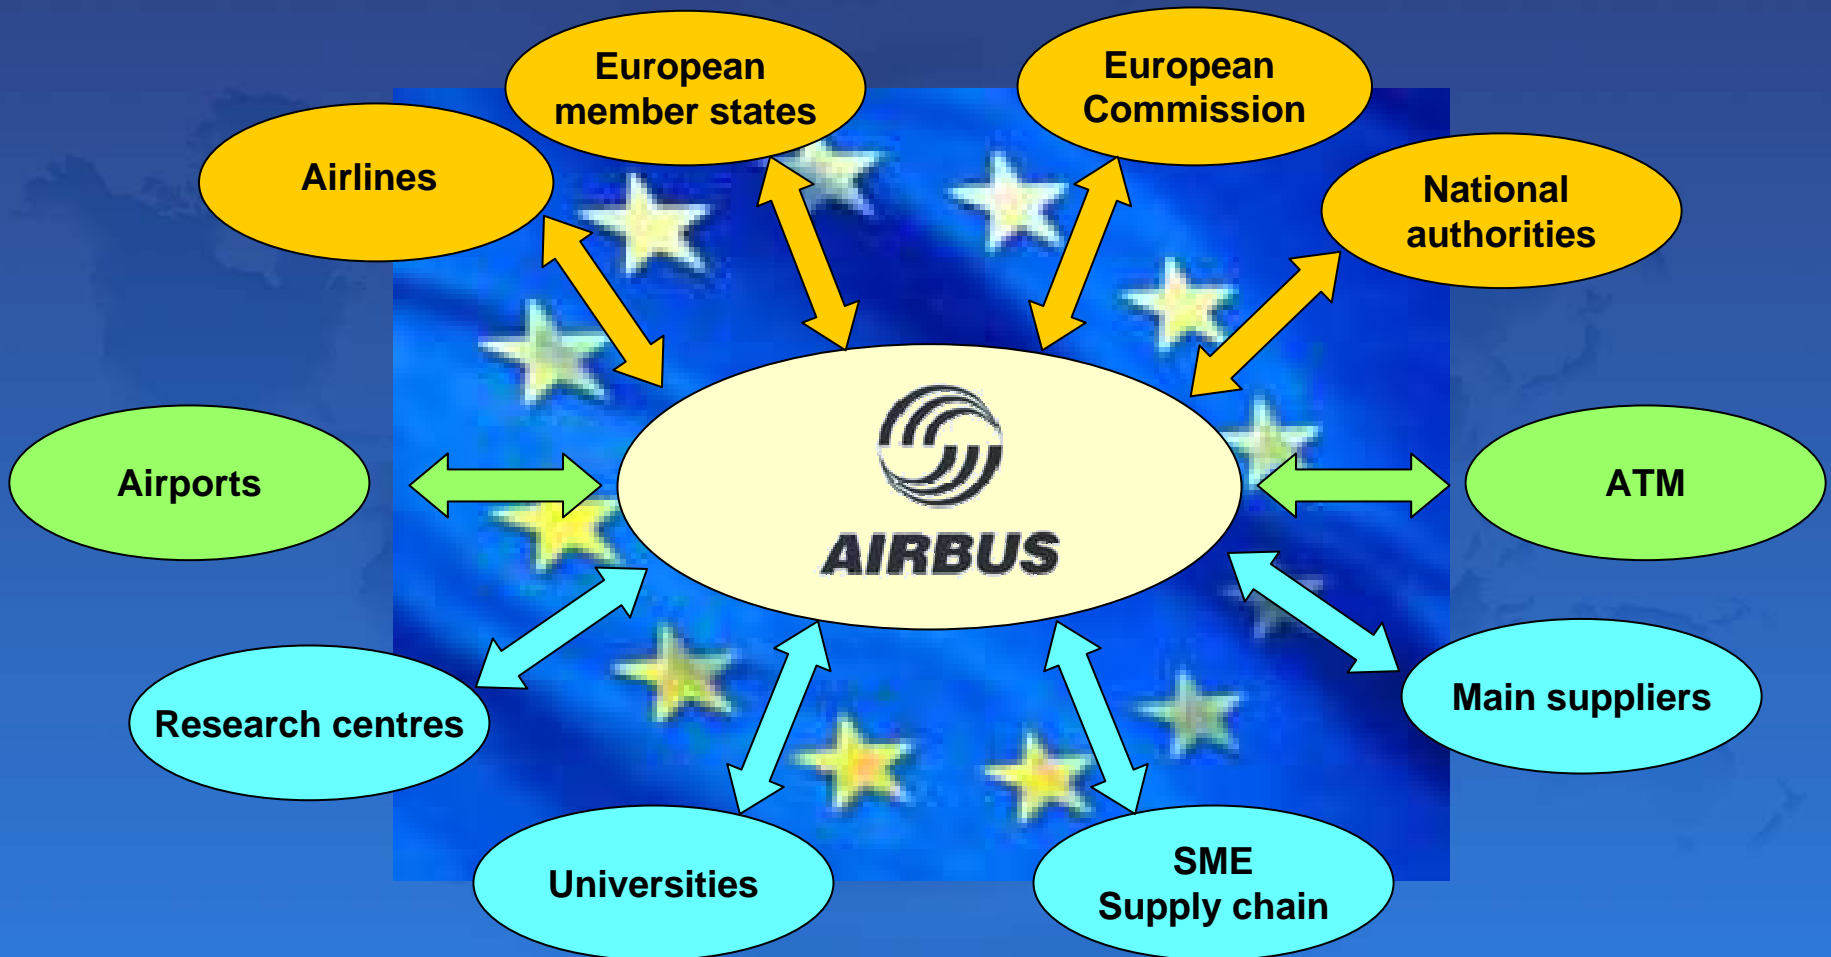 European
member states
European
Commission
Airlines
National
authorities
Airports
AIRBUS
ATM
Research centres
Main suppliers
Universities
SME
Supply chain